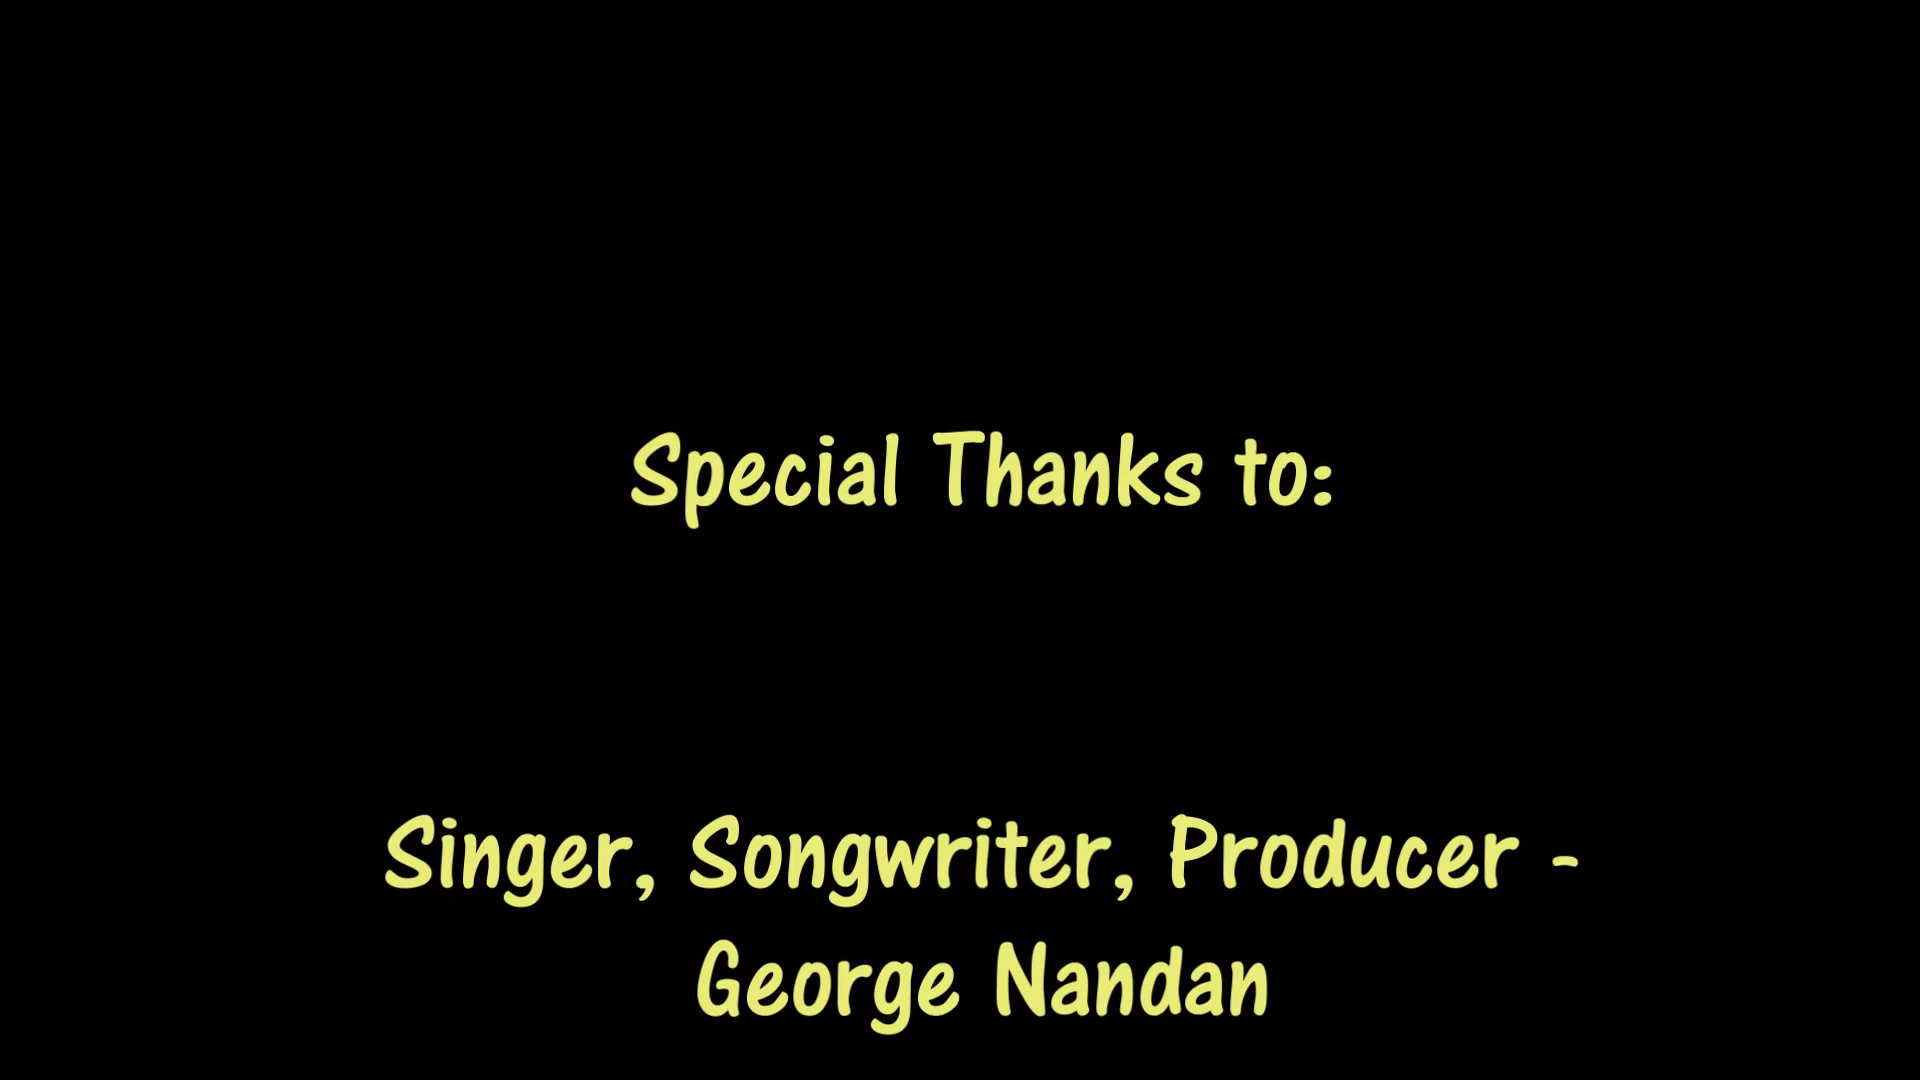 Special Thanks to:
Singer, Songwriter, Producer -
George Nandan